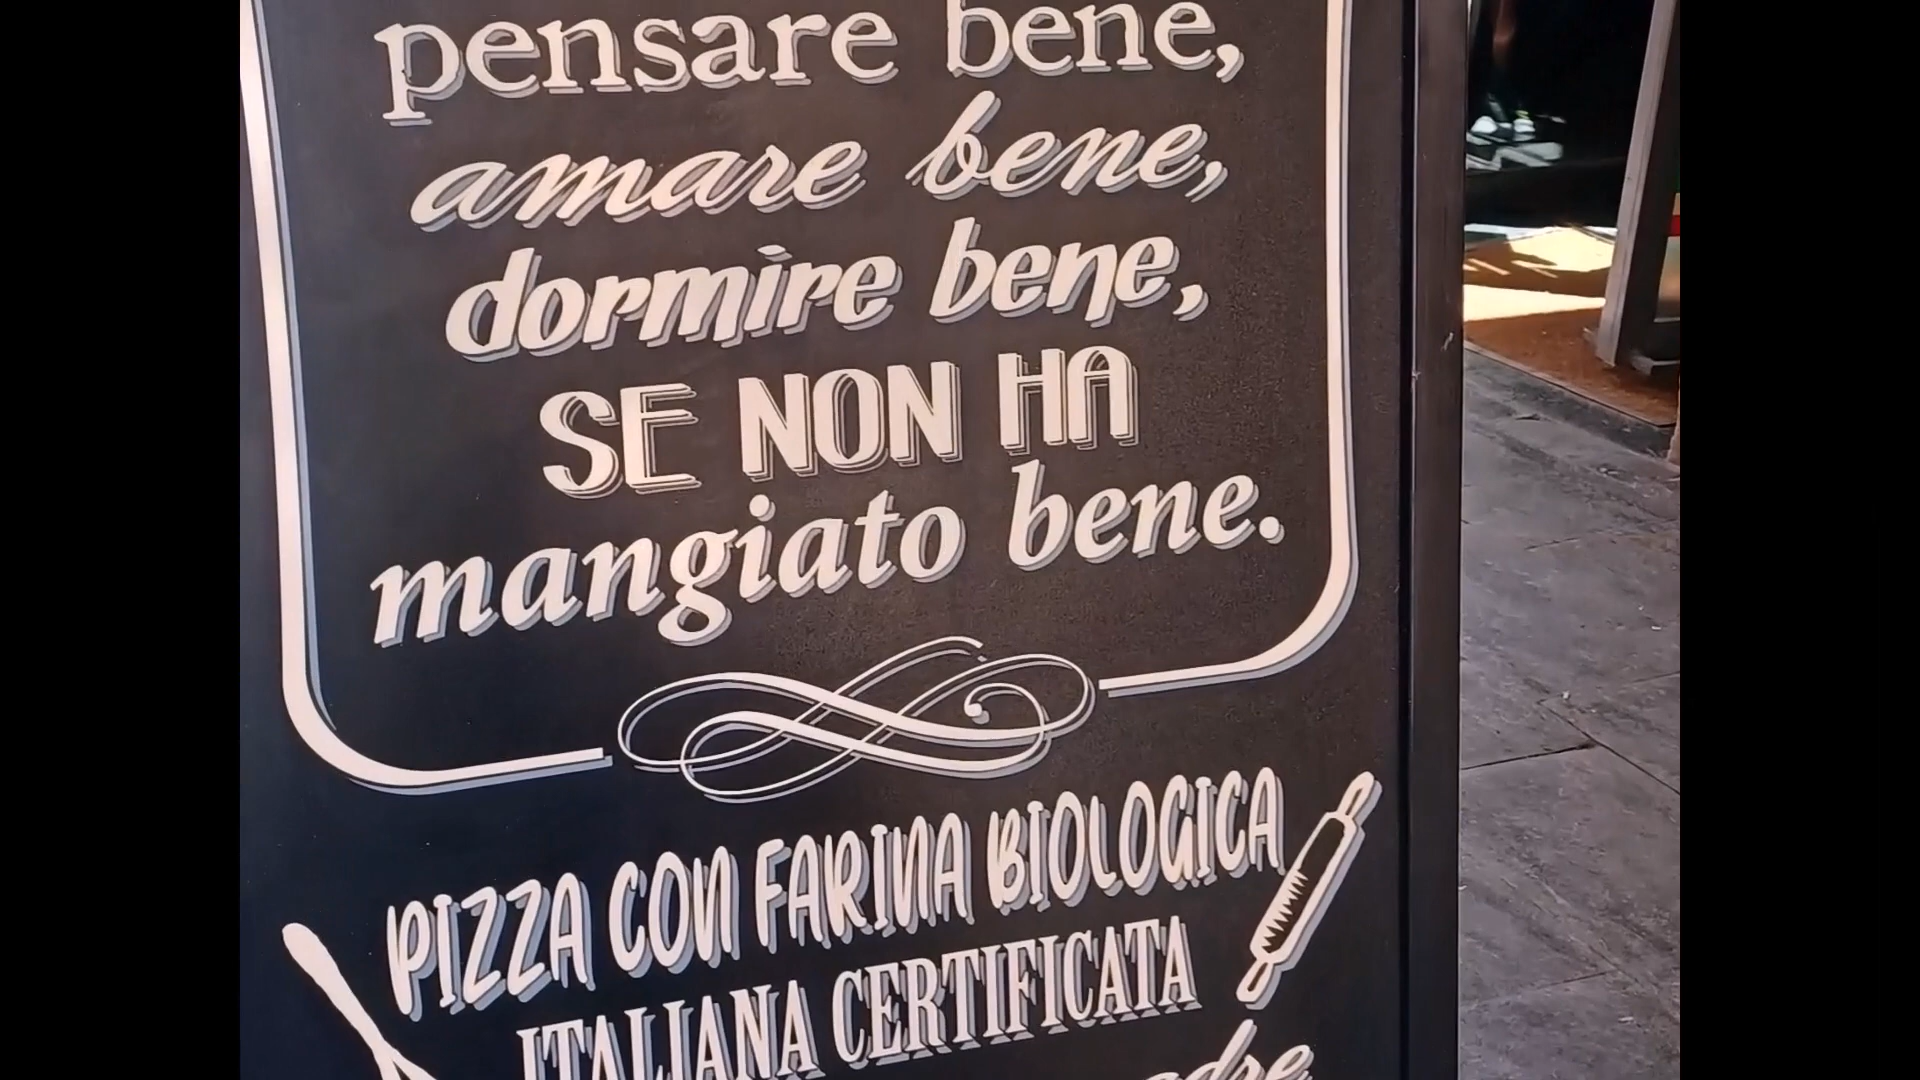 pensare bene,
amare bene,
dormire bene,
SE NON HA
mangiato bene.
PIZZA CON FARINA BIOLOGICA
ITALIANA CERTIFICATA